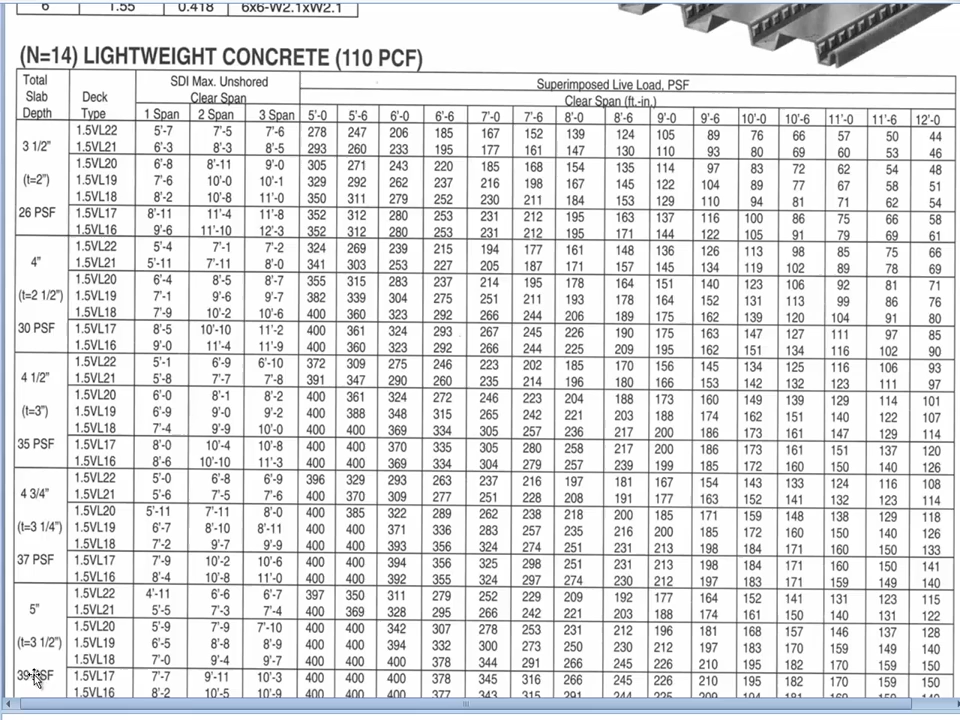 6 1.55 0.418 6x6-W2.1xW2.1
(N=14) LIGHTWEIGHT CONCRETE (110 PCF)
Total Slab Depth Deck Type SDI Max. Unshored Clear Span Superimposed Live Load, PSF
Clear Span (ft.-in.)
1 Span 2 Span 3 Span 5'-0 5'-6 6'-0 6'-6 7'-0 7'-6 8'-0 8'-6 9'-0 9'-6 10'-0 10'-6 11'-0 11'-6 12'-0
1.5VL22 5'-7 7'-5 7'-6 278 247 206 185 167 152 139 124 105 89 76 66 57 50 44
3 1/2" 1.5VL21 6'-3 8'-3 8'-5 293 260 233 195 177 161 147 130 110 93 80 69 60 53 46
1.5VL20 6'-8 8'-11 9'-0 305 271 243 220 185 168 154 135 114 97 83 72 62 54 48
(t=2") 1.5VL19 7'-6 10'-0 10'-1 329 292 262 237 216 198 167 145 122 104 89 77 67 58 51
1.5VL18 8'-2 10'-8 11'-0 350 311 279 252 230 211 184 153 129 110 94 81 71 62 54
26 PSF 1.5VL17 8'-11 11'-4 11'-8 352 312 280 253 231 212 195 163 137 116 100 86 75 66 58
1.5VL16 9'-6 11'-10 12'-3 352 312 280 253 231 212 195 171 144 122 105 91 79 69 61
1.5VL22 5'-4 7'-1 7'-2 324 269 239 215 194 177 161 148 136 126 113 98 85 75 66
4" 1.5VL21 5'-11 7'-11 8'-0 341 303 253 227 205 187 171 157 145 134 119 102 89 78 69
1.5VL20 6'-4 8'-5 8'-7 355 315 283 237 214 195 178 164 151 140 123 106 92 81 71
(t=2 1/2") 1.5VL19 7'-1 9'-6 9'-7 382 339 304 275 251 211 193 178 164 152 131 113 99 86 76
1.5VL18 7'-9 10'-2 10'-6 400 360 323 292 266 244 206 189 175 162 139 120 104 91 80
30 PSF 1.5VL17 8'-5 10'-10 11'-2 400 361 324 293 267 245 226 190 175 163 147 127 111 97 85
1.5VL16 9'-0 11'-4 11'-9 400 360 323 292 266 244 225 209 195 162 151 134 116 102 90
1.5VL22 5'-1 6'-9 6'-10 372 309 275 246 223 202 185 170 156 145 134 125 116 106 93
4 1/2" 1.5VL21 5'-8 7'-7 7'-8 391 347 290 260 235 214 196 180 166 153 142 132 123 111 97
1.5VL20 6'-0 8'-1 8'-2 400 361 324 272 246 223 204 188 173 160 149 139 129 114 101
(t=3") 1.5VL19 6'-9 9'-0 9'-2 400 388 348 315 265 242 221 203 188 174 162 151 140 122 107
1.5VL18 7'-4 9'-9 10'-0 400 400 369 334 305 257 236 217 200 186 173 161 147 129 114
35 PSF 1.5VL17 8'-0 10'-4 10'-8 400 400 370 335 305 280 258 217 200 186 173 161 151 137 120
1.5VL16 8'-6 10'-10 11'-3 400 400 369 334 304 279 257 239 199 185 172 160 150 140 126
1.5VL22 5'-0 6'-8 6'-9 396 329 293 263 237 216 197 181 167 154 143 133 124 116 108
4 3/4" 1.5VL21 5'-6 7'-5 7'-6 400 370 309 277 251 228 208 191 177 163 152 141 132 123 114
1.5VL20 5'-11 7'-11 8'-0 400 385 322 289 262 238 218 200 185 171 159 148 138 129 118
(t=3 1/4") 1.5VL19 6'-7 8'-10 8'-11 400 400 371 336 283 257 235 216 200 185 172 160 150 140 126
1.5VL18 7'-2 9'-7 9'-9 400 400 393 356 324 274 251 231 213 198 184 171 160 150 133
37 PSF 1.5VL17 7'-9 10'-2 10'-6 400 400 394 356 325 298 251 231 213 198 184 171 160 150 141
1.5VL16 8'-4 10'-8 11'-0 400 400 392 355 324 297 274 230 212 197 183 171 159 149 140
1.5VL22 4'-11 6'-6 6'-7 397 350 311 279 252 229 209 192 177 164 152 141 131 123 115
5" 1.5VL21 5'-5 7'-3 7'-4 400 369 328 295 266 242 221 203 188 174 161 150 140 131 122
1.5VL20 5'-9 7'-9 7'-10 400 400 342 307 278 253 231 212 196 181 168 157 146 137 128
(t=3 1/2") 1.5VL19 6'-5 8'-8 8'-9 400 400 394 332 300 273 250 230 212 197 183 170 159 149 140
1.5VL18 7'-0 9'-4 9'-7 400 400 400 378 344 291 266 245 226 210 195 182 170 159 150
39 PSF 1.5VL17 7'-7 9'-11 10'-3 400 400 400 378 345 316 266 245 226 210 195 182 170 159 150
1.5VL16 8'-2 10'-5 10'-9 400 400 400 377 343 315 291